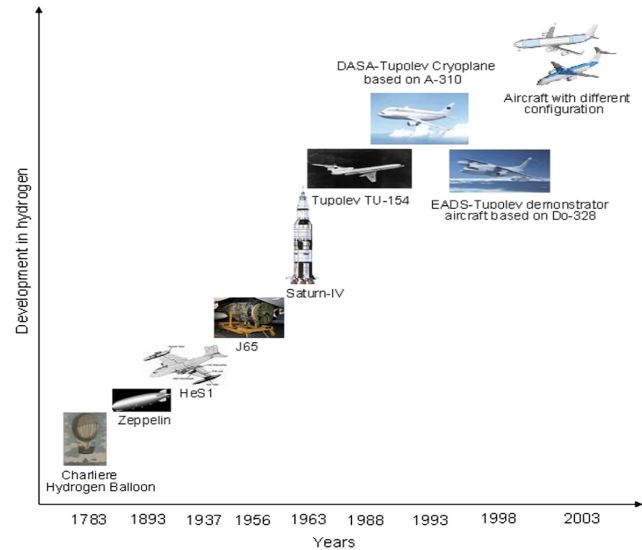 Development in hydrogen
DASA-Tupolev Cryoplane
based on A-310
Aircraft with different
configuration
Tupolev TU-154
EADS-Tupolev demonstrator
aircraft based on Do-328
Saturn-IV
J65
HeS1
Zeppelin
Charliere
Hydrogen Balloon
1783 1893 1937 1956 1963 1988 1993 1998 2003
Years